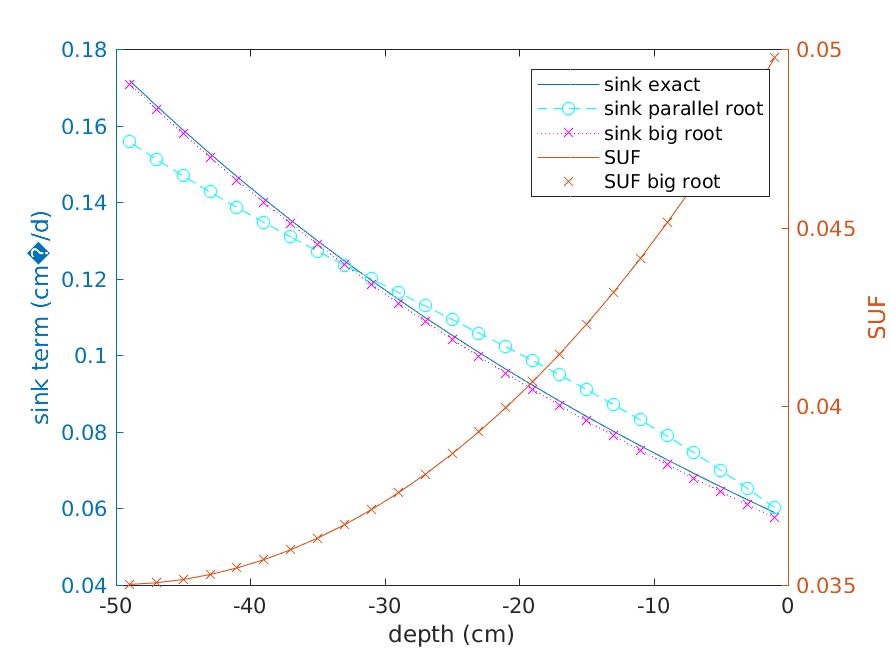 0.18
0.16
0.14
0.12
0.1
0.08
0.06
0.04
sink term (cm�/d)
0.05
0.045
0.04
0.035
SUF
sink exact
sink parallel root
sink big root
SUF
SUF big root
-50
-40
-30
-20
-10
0
depth (cm)